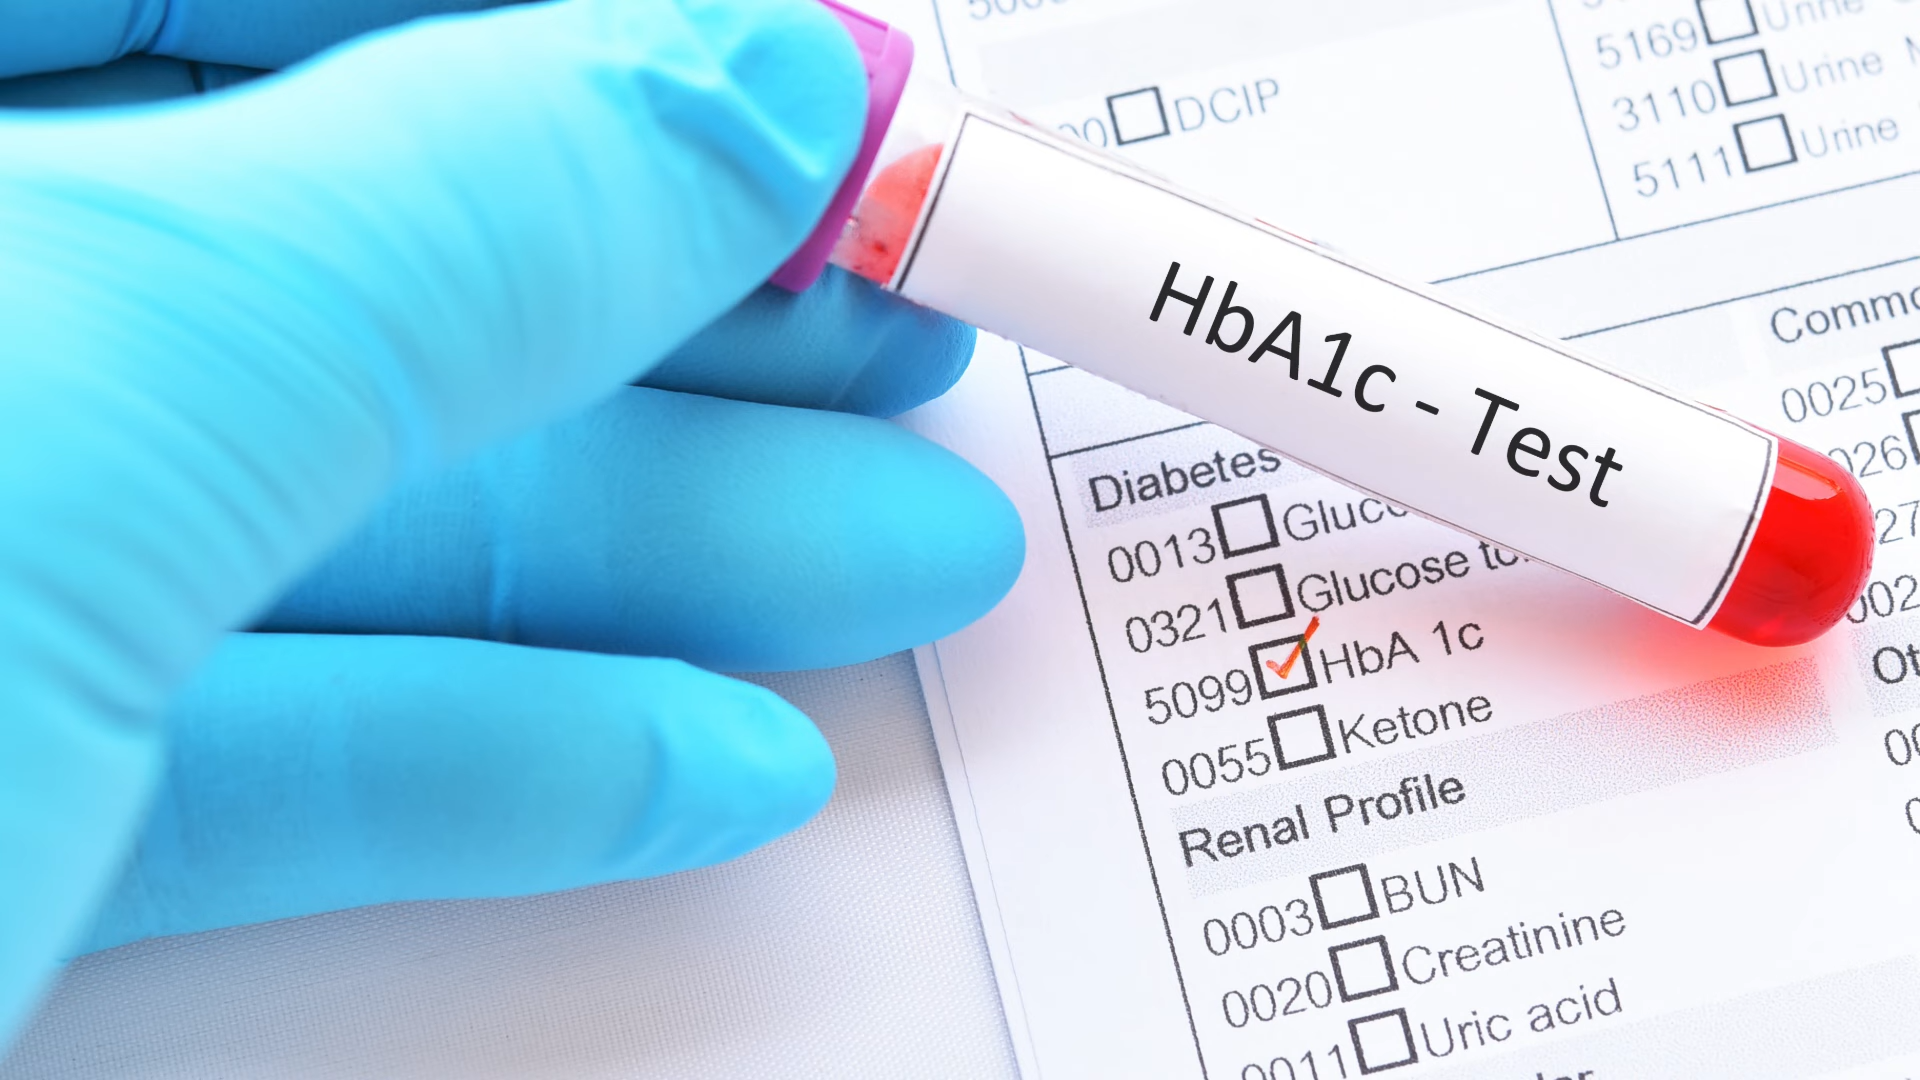 DCIP
5169 Urine
3110 Urine
5111 Urine
HbA1c - Test
Diabetes
0013
0321 Glucose
5099 HbA 1c
0055 Ketone
Renal Profile
0003 BUN
0020 Creatinine
0011 Uric acid
0025